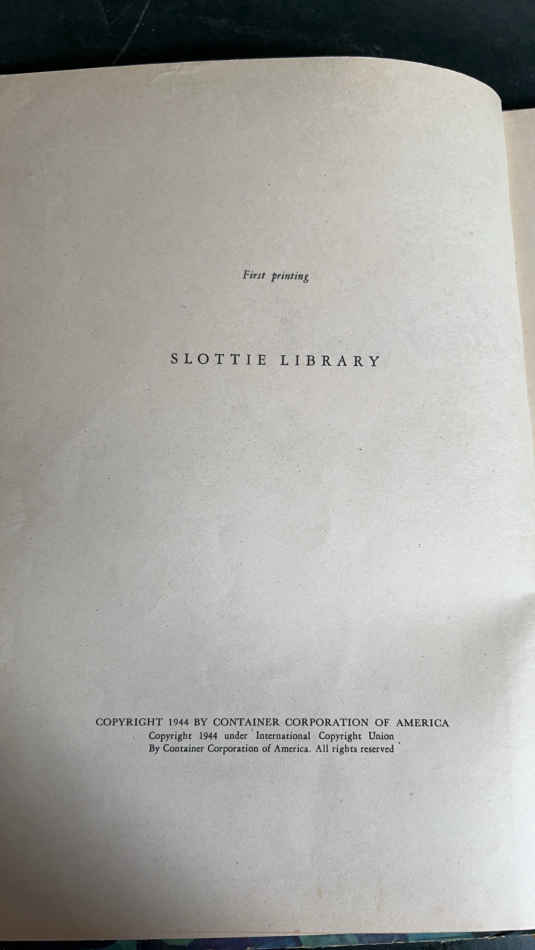 First printing
SLOTTIE LIBRARY
COPYRIGHT 1944 BY CONTAINER CORPORATION OF AMERICA
Copyright 1944 under International Copyright Union
By Container Corporation of America. All rights reserved